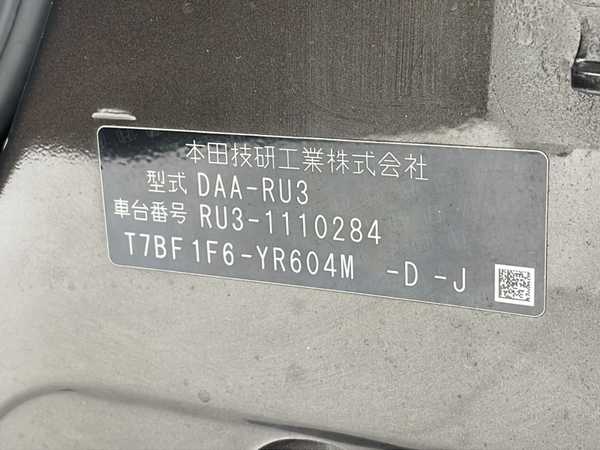 本田技研工業株式会社
型式 DAA-RU3
車台番号 RU3-1110284
T7BF1F6-YR604M -D -J